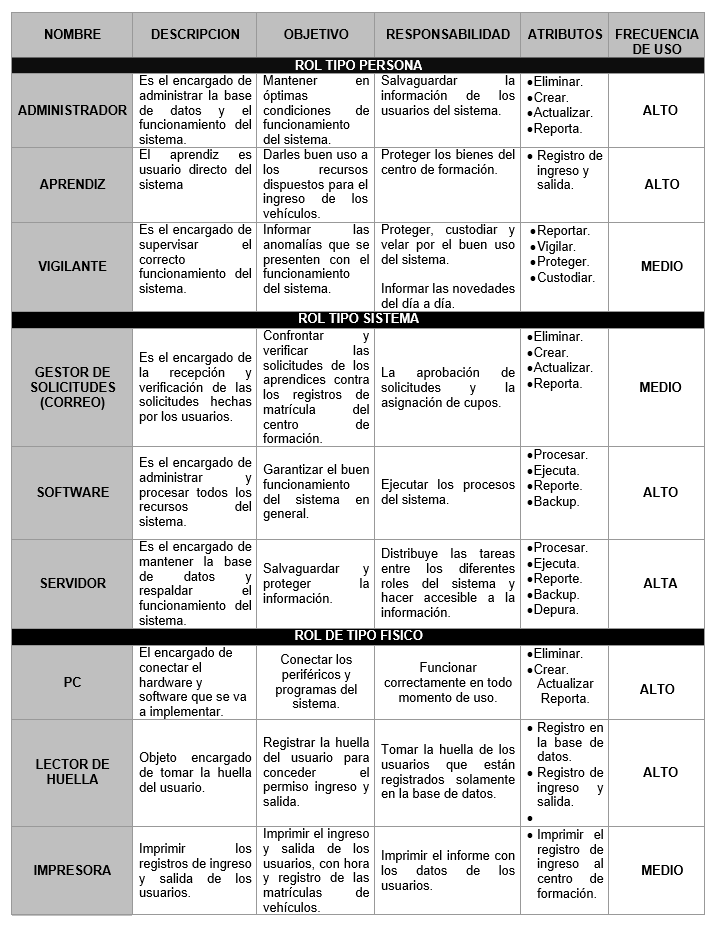 NOMBRE
DESCRIPCION
OBJETIVO
RESPONSABILIDAD
ATRIBUTOS
FRECUENCIA
DE USO
ROL TIPO PERSONA
ADMINISTRADOR
Es el encargado de
administrar la base
de datos y el
funcionamiento del
sistema.
Mantener en
óptimas
condiciones de
funcionamiento
del sistema.
Salvaguardar la
información de los
usuarios del sistema.
•Eliminar.
•Crear.
•Actualizar.
•Reporta.
ALTO
APRENDIZ
El aprendiz es
usuario directo del
sistema
Darles buen uso a
los recursos
dispuestos para el
ingreso de los
vehículos.
Proteger los bienes del
centro de formación.
• Registro de
ingreso y
salida.
ALTO
VIGILANTE
Es el encargado de
supervisar el
correcto
funcionamiento del
sistema.
Informar las
anomalías que se
presenten con el
funcionamiento
del sistema.
Proteger, custodiar y
velar por el buen uso
del sistema.
Informar las novedades
del día a día.
•Reportar.
•Vigilar.
•Proteger.
•Custodiar.
MEDIO
ROL TIPO SISTEMA
GESTOR DE
SOLICITUDES
(CORREO)
Es el encargado de
la recepción y
verificación de las
solicitudes hechas
por los usuarios.
Confrontar y
verificar las
solicitudes de los
aprendices contra
los registros de
matrícula del
centro de
formación.
La aprobación de
solicitudes y la
asignación de cupos.
•Eliminar.
•Crear.
•Actualizar.
•Reporta.
MEDIO
SOFTWARE
Es el encargado de
administrar y
procesar todos los
recursos del
sistema.
Garantizar el buen
funcionamiento
del sistema en
general.
Ejecutar los procesos
del sistema.
•Procesar.
•Ejecuta.
•Reporte.
•Backup.
ALTO
SERVIDOR
Es el encargado de
mantener la base
de datos y
respaldar el
funcionamiento del
sistema.
Salvaguardar y
proteger la
información.
Distribuye las tareas
entre los diferentes
roles del sistema y
hacer accesible a la
información.
•Procesar.
•Ejecuta.
•Reporte.
•Backup.
•Depura.
ALTA
ROL DE TIPO FISICO
PC
El encargado de
conectar el
hardware y
software que se va
a implementar.
Conectar los
periféricos y
programas del
sistema.
Funcionar
correctamente en todo
momento de uso.
•Eliminar.
•Crear.
Actualizar
Reporta.
ALTO
LECTOR DE
HUELLA
Objeto encargado
de tomar la huella
del usuario.
Registrar la huella
del usuario para
conceder el
permiso ingreso y
salida.
Tomar la huella de los
usuarios que están
registrados solamente
en la base de datos.
• Registro en
la base de
datos.
• Registro de
ingreso y
salida.
•
ALTO
IMPRESORA
Imprimir los
registros de ingreso
y salida de los
usuarios.
Imprimir el ingreso
y salida de los
usuarios, con hora
y registro de las
matrículas de
vehículos.
Imprimir el informe con
los datos de los
usuarios.
• Imprimir el
registro de
ingreso al
centro de
formación.
MEDIO